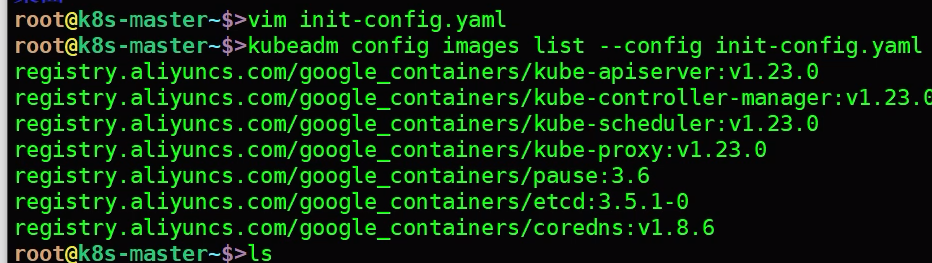 root@k8s-master~$>vim init-config.yaml
root@k8s-master~$>kubeadm config images list --config init-config.yaml
registry.aliyuncs.com/google_containers/kube-apiserver:v1.23.0
registry.aliyuncs.com/google_containers/kube-controller-manager:v1.23.0
registry.aliyuncs.com/google_containers/kube-scheduler:v1.23.0
registry.aliyuncs.com/google_containers/kube-proxy:v1.23.0
registry.aliyuncs.com/google_containers/pause:3.6
registry.aliyuncs.com/google_containers/etcd:3.5.1-0
registry.aliyuncs.com/google_containers/coredns:v1.8.6
root@k8s-master~$>ls